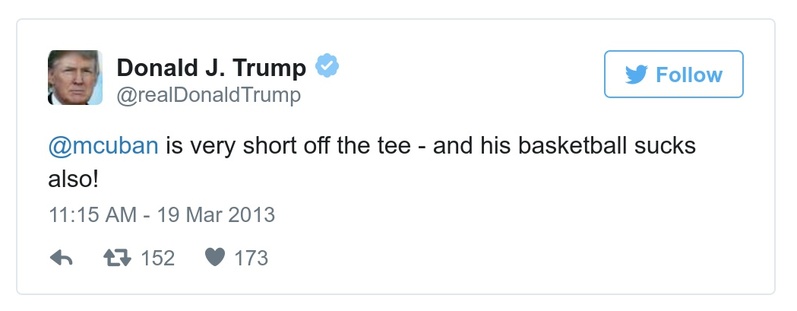 Donald J. Trump
@realDonaldTrump
Follow
@mcuban is very short off the tee - and his basketball sucks
also!
11:15 AM - 19 Mar 2013
152 173